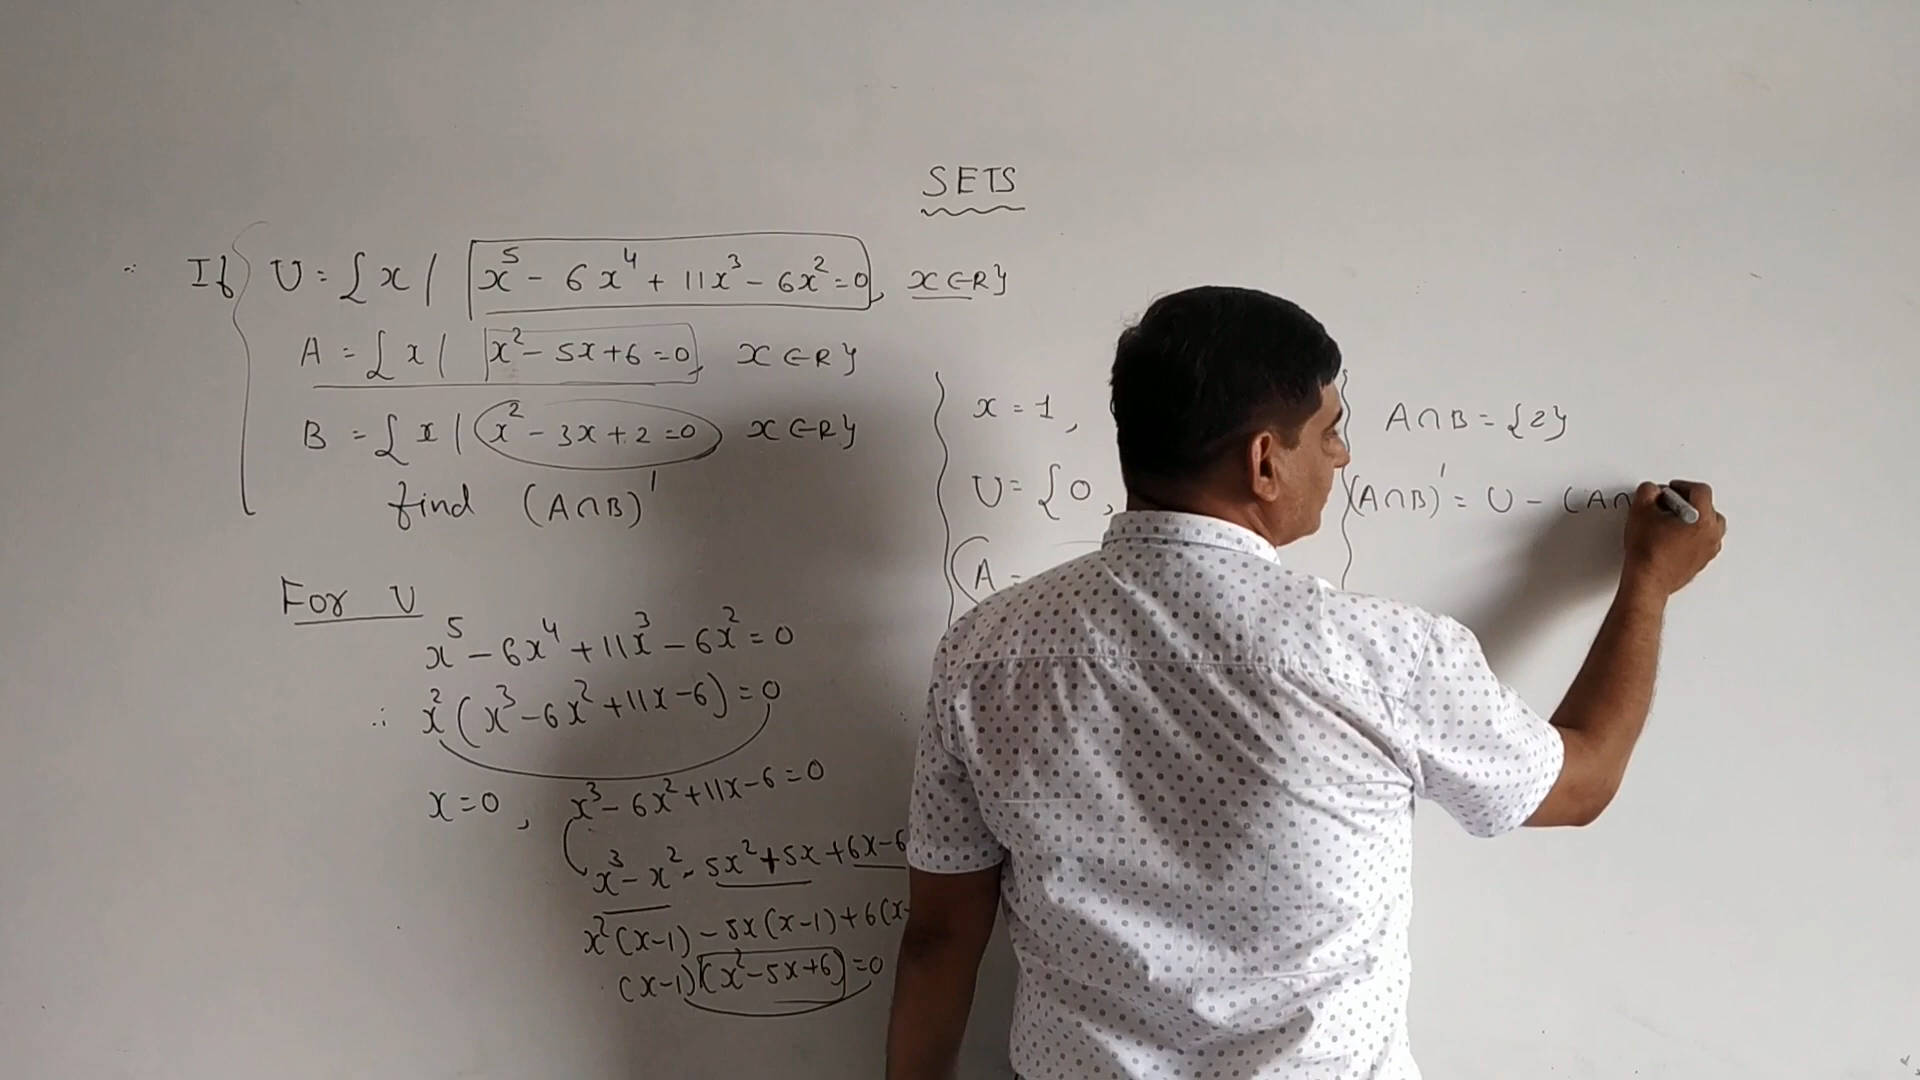 SETS
∴ If U = {x / x⁵ - 6x⁴ + 11x³ - 6x² = 0, x ∈ R}
A = {x / x² - 5x + 6 = 0, x ∈ R}
B = {x / x² - 3x + 2 = 0 x ∈ R}
find (A∩B)'
For U
x⁵ - 6x⁴ + 11x³ - 6x² = 0
∴ x² (x³ - 6x² + 11x - 6) = 0
x = 0, x³ - 6x² + 11x - 6 = 0
x³ - x² - 5x² + 5x + 6x - 6
x² (x-1) - 5x (x-1) + 6(x-
(x-1) (x² - 5x + 6) = 0
x = 1,
U = {0,
A =
A∩B = {2}
(A∩B)' = U - (A∩